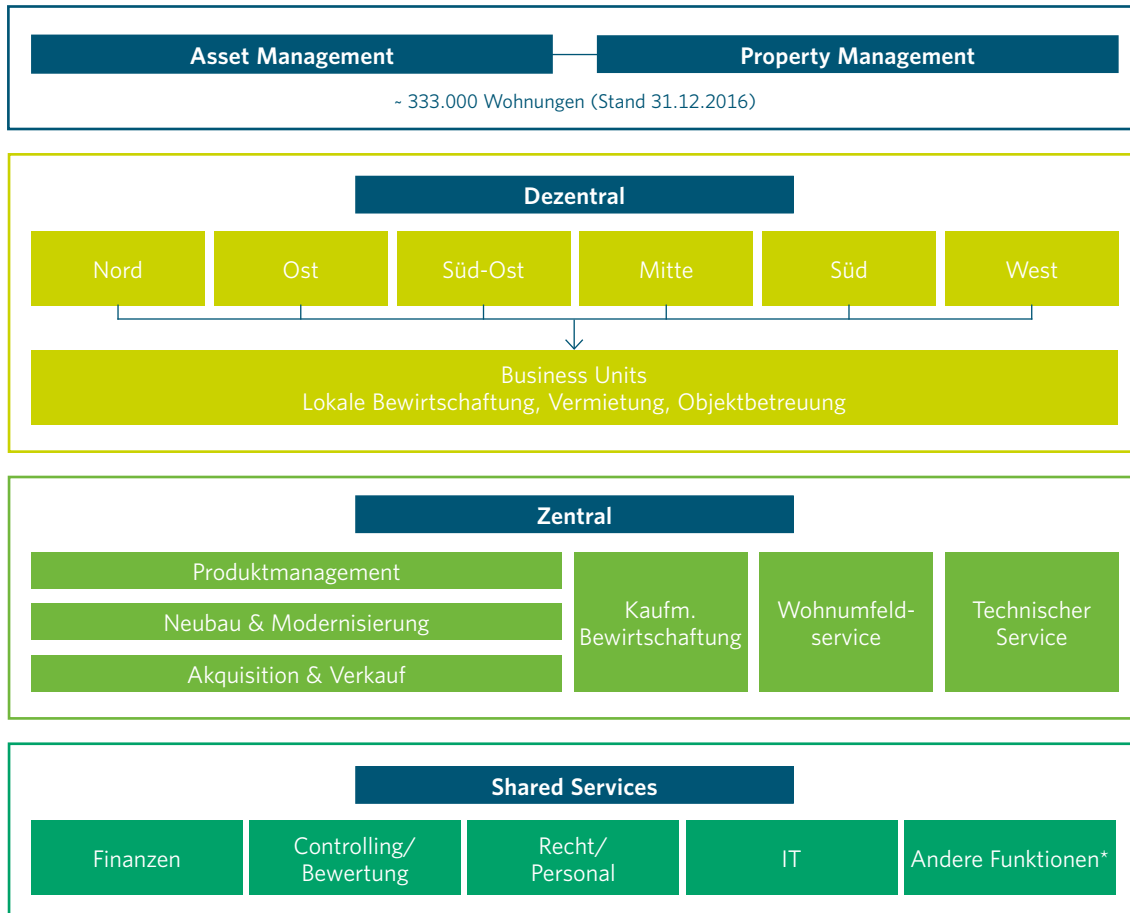 Asset Management
Property Management
~ 333.000 Wohnungen (Stand 31.12.2016)
Dezentral
Nord
Ost
Süd-Ost
Mitte
Süd
West
Business Units
Lokale Bewirtschaftung, Vermietung, Objektbetreuung
Zentral
Produktmanagement
Neubau & Modernisierung
Akquisition & Verkauf
Kaufm.
Bewirtschaftung
Wohnumfeld-
service
Technischer
Service
Shared Services
Finanzen
Controlling/
Bewertung
Recht/
Personal
IT
Andere Funktionen*